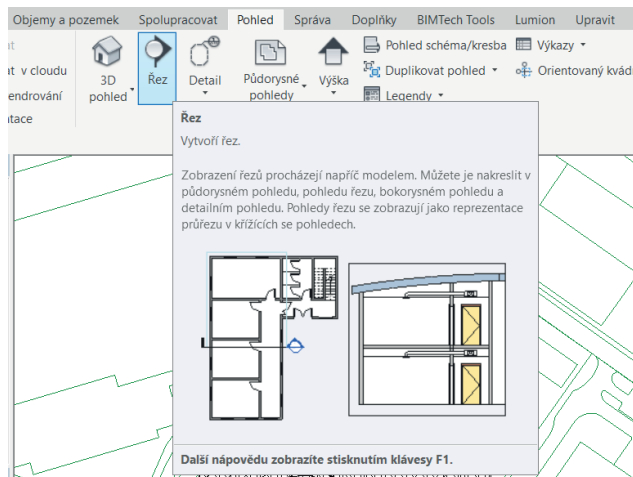 Objemy a pozemek Spolupracovat Pohled Správa Doplňky BIMTech Tools Lumion Upravit
at v cloudu
endrování
tace
3D
pohled
Řez
Detail
Půdorysné
pohledy
Výška
Pohled schéma/kresba
Výkazy
Duplikovat pohled
Orientovaný kvád
Legendy
Řez
Vytvoří řez.
Zobrazení řezů procházejí napříč modelem. Můžete je nakreslit v
půdorysném pohledu, pohledu řezu, bokorysném pohledu a
detailním pohledu. Pohledy řezu se zobrazují jako reprezentace
průřezu v křížících se pohledech.
Další nápovědu zobrazíte stisknutím klávesy F1.